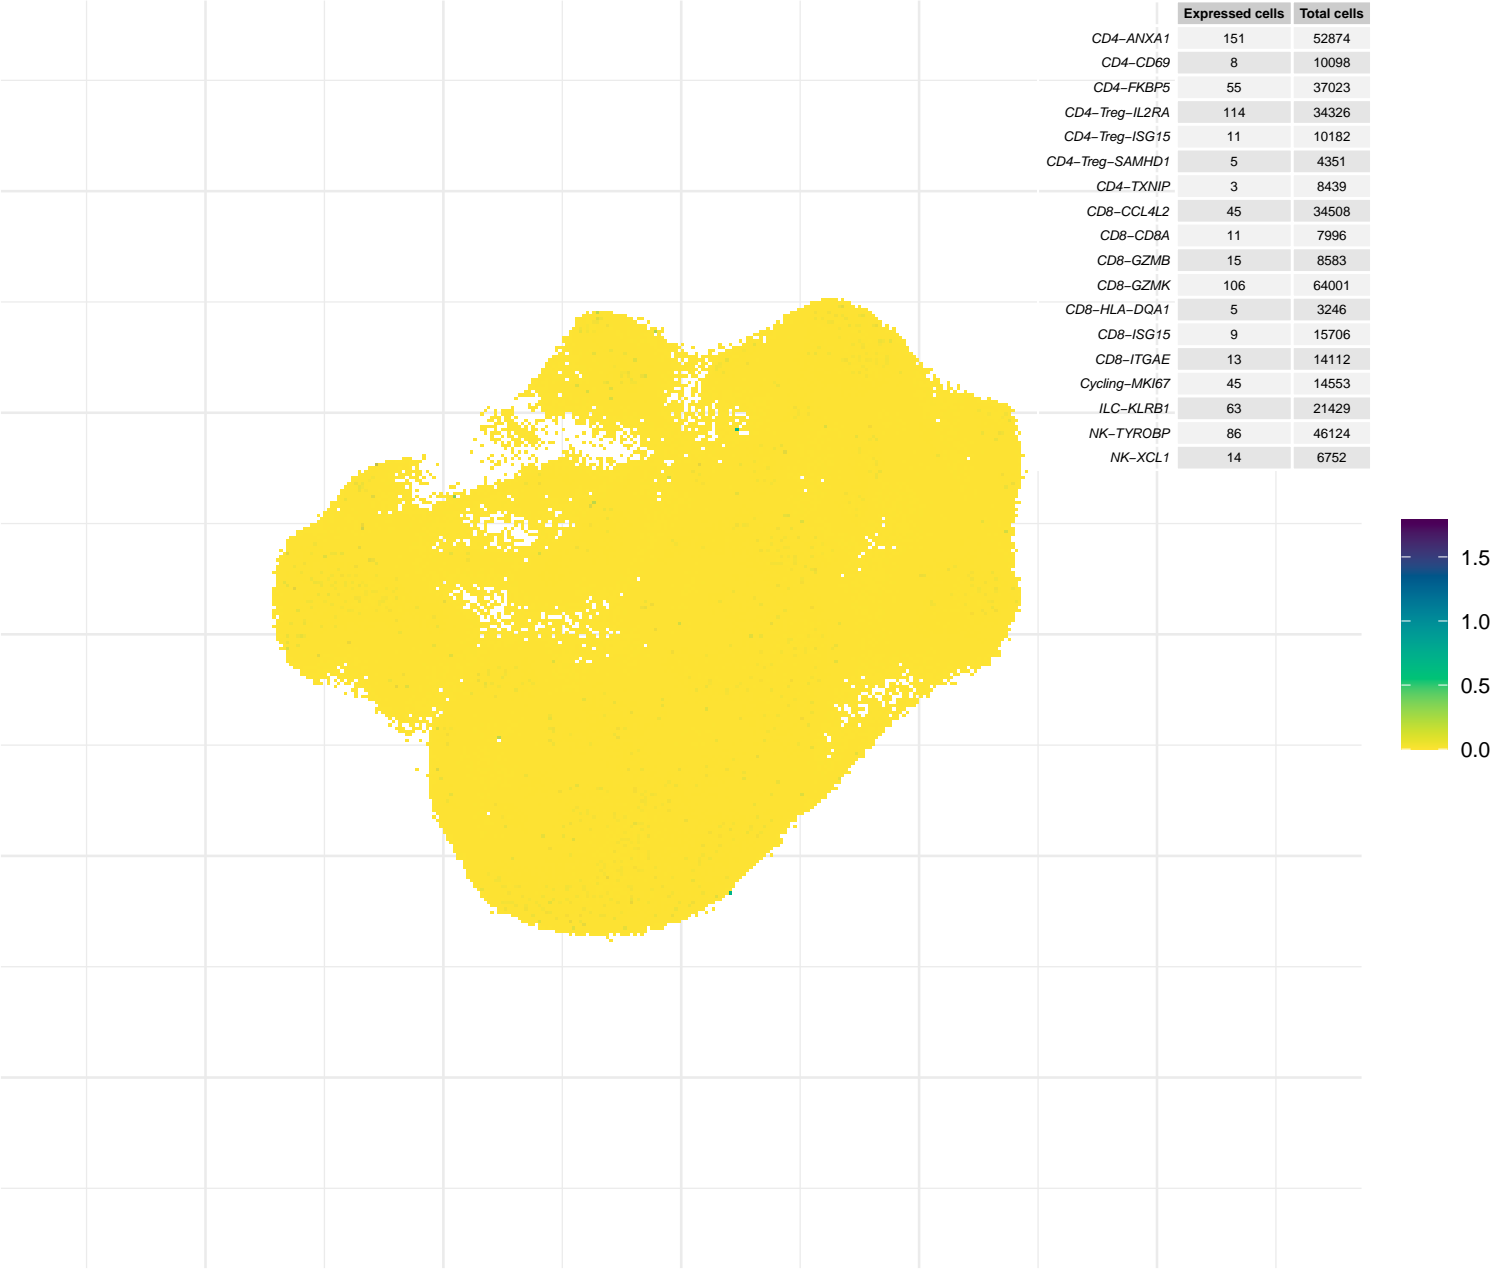 Expressed cells Total cells
CD4−ANXA1 151 52874
CD4−CD69 8 10098
CD4−FKBP5 55 37023
CD4−Treg−IL2RA 114 34326
CD4−Treg−ISG15 11 10182
CD4−Treg−SAMHD1 5 4351
CD4−TXNIP 3 8439
CD8−CCL4L2 45 34508
CD8−CD8A 11 7996
CD8−GZMB 15 8583
CD8−GZMK 106 64001
CD8−HLA−DQA1 5 3246
CD8−ISG15 9 15706
CD8−ITGAE 13 14112
Cycling−MKI67 45 14553
ILC−KLRB1 63 21429
NK−TYROBP 86 46124
NK−XCL1 14 6752
1.5
1.0
0.5
0.0